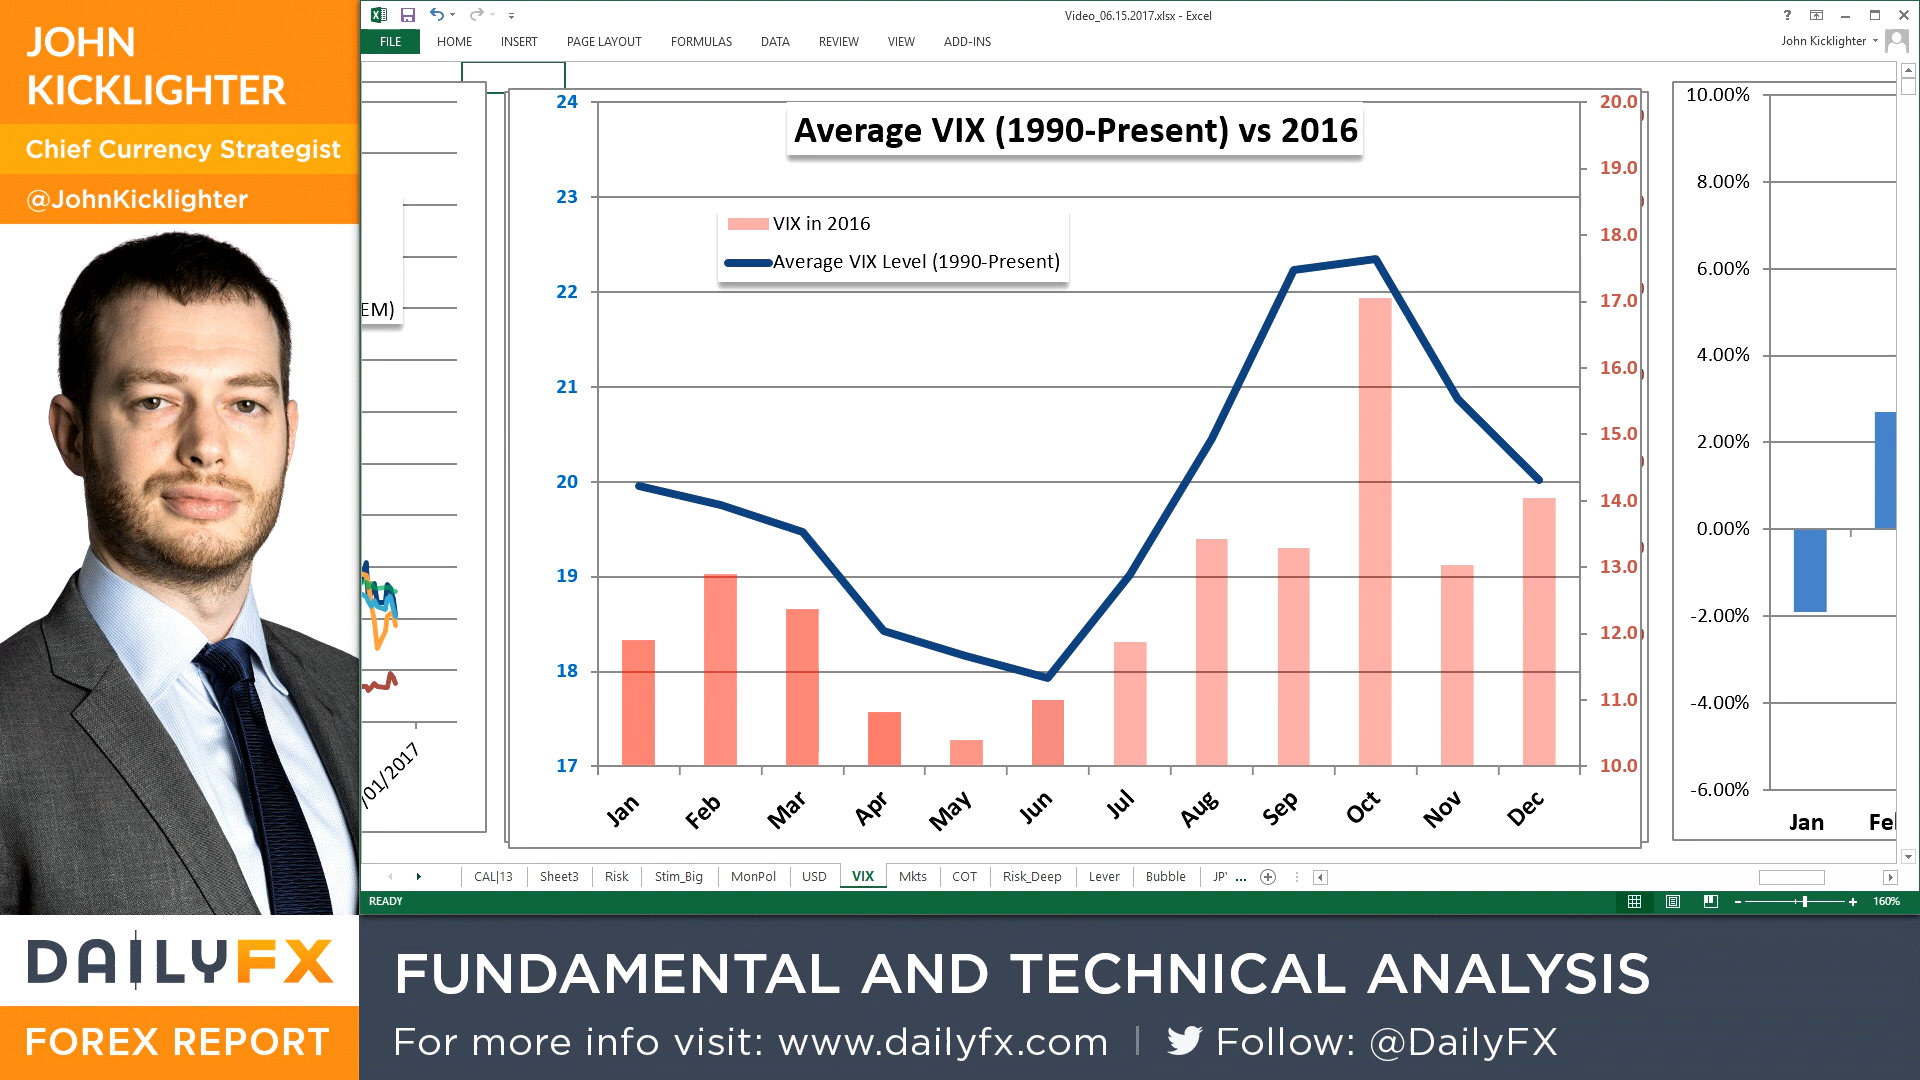 JOHN
KICKLIGHTER
Chief Currency Strategist
@JohnKicklighter
Video_06.15.2017.xlsx - Excel
?
FILE HOME INSERT PAGE LAYOUT FORMULAS DATA REVIEW VIEW ADD-INS
John Kicklighter
EM)
/01/2017
Average VIX (1990-Present) vs 2016
VIX in 2016
Average VIX Level (1990-Present)
24
23
22
21
20
19
18
17
20.0
19.0
18.0
17.0
16.0
15.0
14.0
13.0
12.0
11.0
10.0
Jan Feb Mar Apr May Jun Jul Aug Sep Oct Nov Dec
10.00%
8.00%
6.00%
4.00%
2.00%
0.00%
-2.00%
-4.00%
-6.00%
Jan Fe
CAL|13 Sheet3 Risk Stim_Big MonPol USD VIX Mkts COT Risk_Deep Lever Bubble JP' ...
READY
160%
DAILYFX
FOREX REPORT
FUNDAMENTAL AND TECHNICAL ANALYSIS
For more info visit: www.dailyfx.com | Follow: @DailyFX